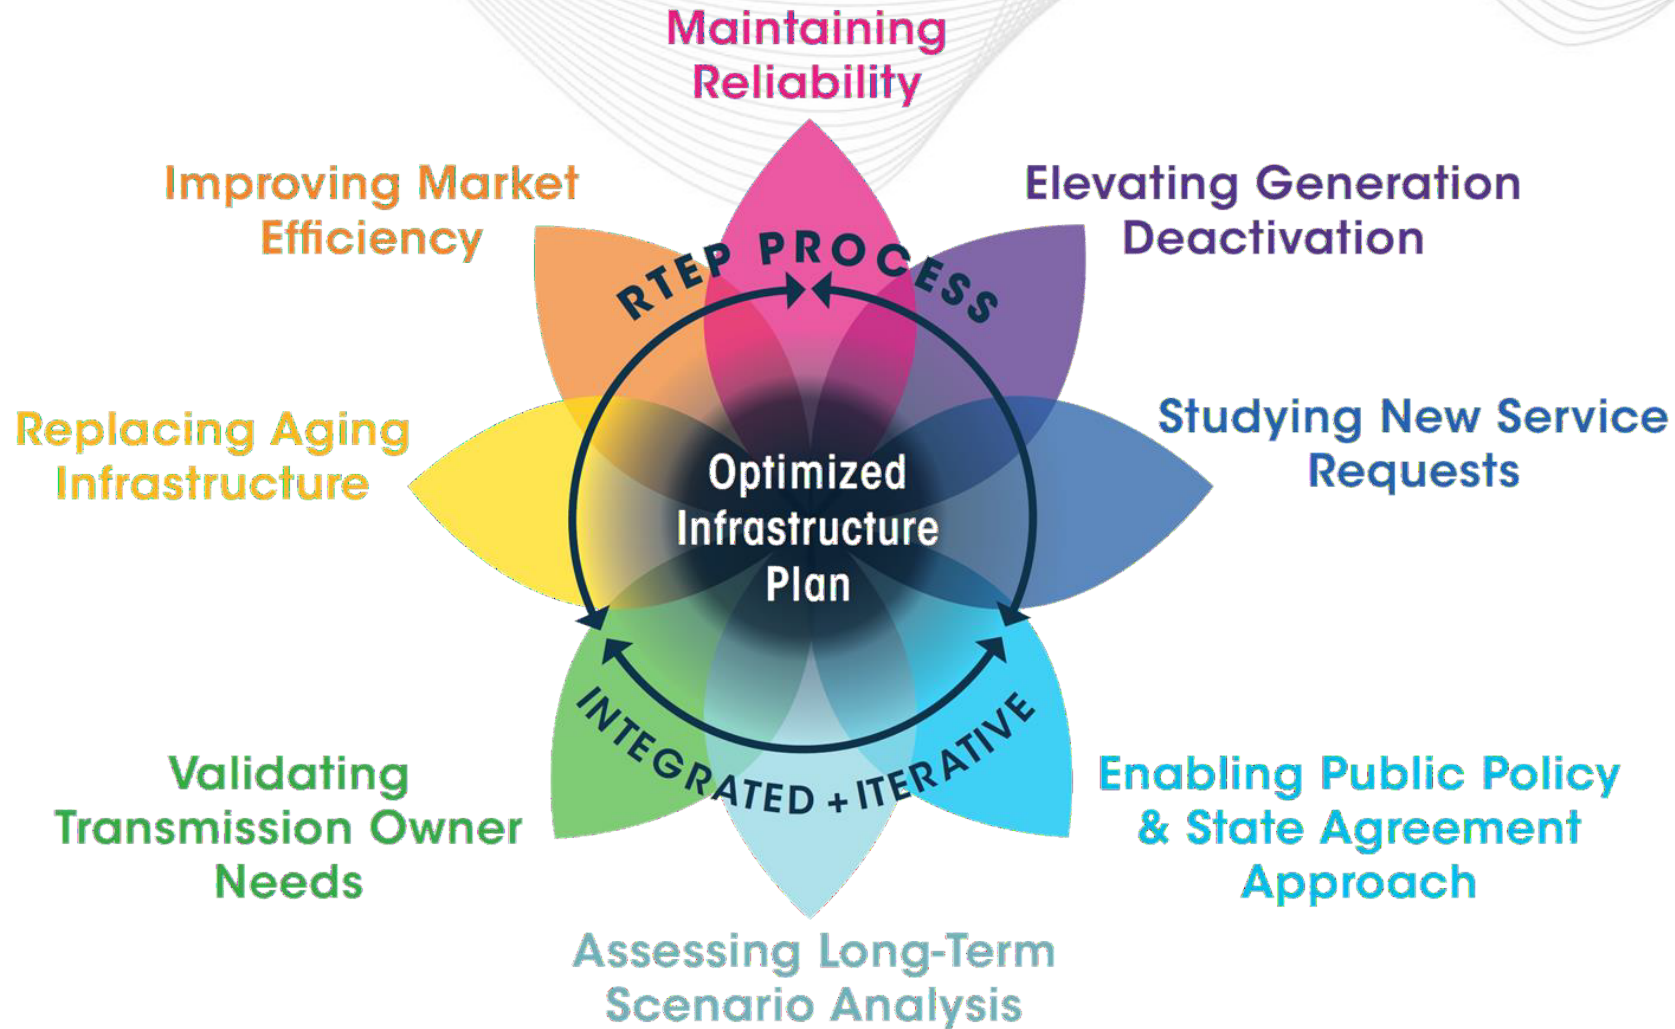 Maintaining
Reliability
Improving Market
Efficiency
Elevating Generation
Deactivation
RTEP PROCESS
Replacing Aging
Infrastructure
Studying New Service
Requests
Optimized
Infrastructure
Plan
INTEGRATED + ITERATIVE
Validating
Transmission Owner
Needs
Enabling Public Policy
& State Agreement
Approach
Assessing Long-Term
Scenario Analysis